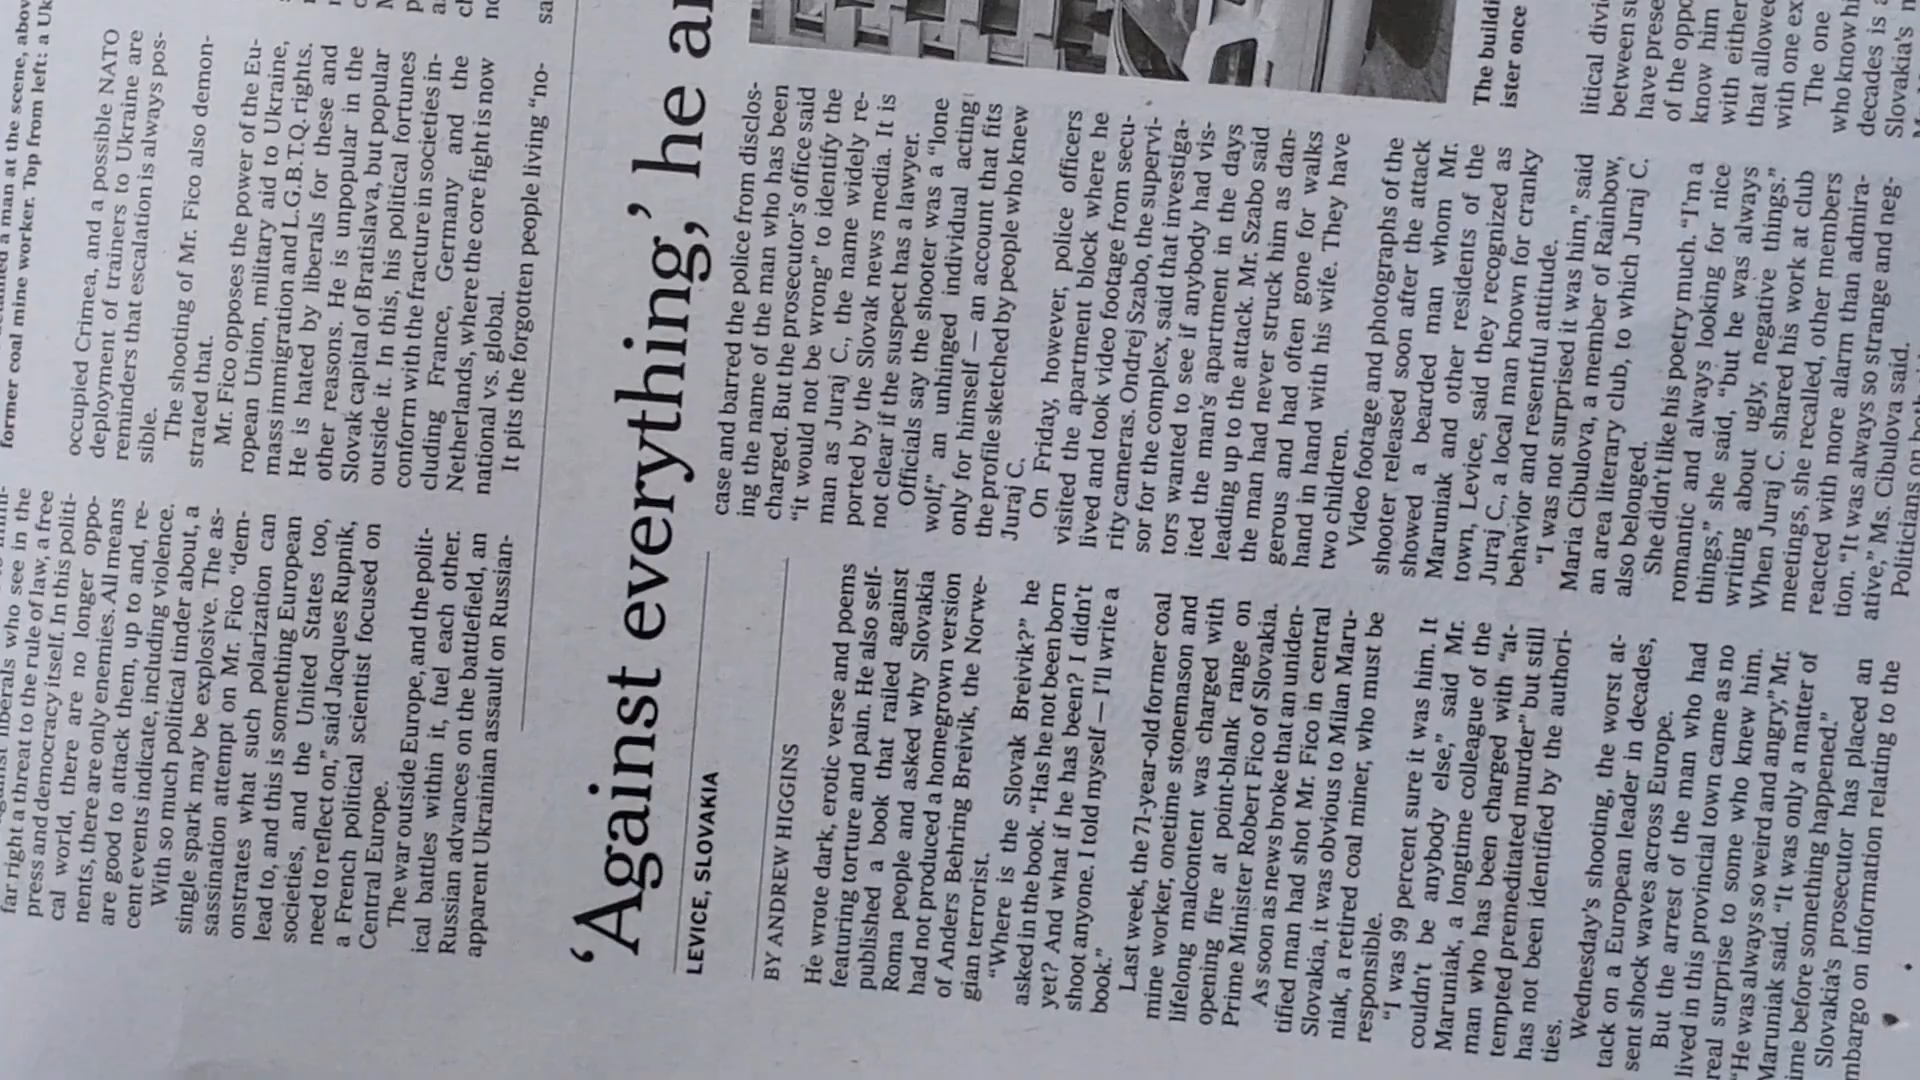 far right a threat to the rule of law, a free
press and democracy itself. In this politi-
cal world, there are no longer oppo-
nents, there are only enemies. All means
are good to attack them, up to and, re-
cent events indicate, including violence.
With so much political tinder about, a
single spark may be explosive. The as-
sassination attempt on Mr. Fico “dem-
onstrates what such polarization can
lead to, and this is something European
societies, and the United States too,
need to reflect on,” said Jacques Rupnik,
a French political scientist focused on
Central Europe.
The war outside Europe, and the polit-
ical battles within it, fuel each other.
Russian advances on the battlefield, an
apparent Ukrainian assault on Russian-
former coal mine worker. Top from left: a Uk
occupied Crimea, and a possible NATO
deployment of trainers to Ukraine are
reminders that escalation is always pos-
sible.
The shooting of Mr. Fico also demon-
strated that.
Mr. Fico opposes the power of the Eu-
ropean Union, military aid to Ukraine,
mass immigration and L.G.B.T.Q. rights.
He is hated by liberals for these and
other reasons. He is unpopular in the
Slovak capital of Bratislava, but popular
outside it. In this, his political fortunes
conform with the fracture in societies in-
cluding France, Germany and the
Netherlands, where the core fight is now
national vs. global.
It pits the forgotten people living “no-
‘Against everything,’ he a
LEVICE, SLOVAKIA
BY ANDREW HIGGINS
He wrote dark, erotic verse and poems
featuring torture and pain. He also self-
published a book that railed against
Roma people and asked why Slovakia
had not produced a homegrown version
of Anders Behring Breivik, the Norwe-
gian terrorist.
“Where is the Slovak Breivik?” he
asked in the book. “Has he not been born
yet? And what if he has been? I didn’t
shoot anyone. I told myself — I’ll write a
book.”
Last week, the 71-year-old former coal
mine worker, onetime stonemason and
lifelong malcontent was charged with
opening fire at point-blank range on
Prime Minister Robert Fico of Slovakia.
As soon as news broke that an uniden-
tified man had shot Mr. Fico in central
Slovakia, it was obvious to Milan Maru-
niak, a retired coal miner, who must be
responsible.
“I was 99 percent sure it was him. It
couldn’t be anybody else,” said Mr.
Maruniak, a longtime colleague of the
man who has been charged with “at-
tempted premeditated murder” but still
has not been identified by the authori-
ties.
Wednesday’s shooting, the worst at-
tack on a European leader in decades,
sent shock waves across Europe.
But the arrest of the man who had
lived in this provincial town came as no
real surprise to some who knew him.
“He was always so weird and angry,” Mr.
Maruniak said. “It was only a matter of
ime before something happened.”
Slovakia’s prosecutor has placed an
mbargo on information relating to the
case and barred the police from disclos-
ing the name of the man who has been
charged. But the prosecutor’s office said
“it would not be wrong” to identify the
man as Juraj C., the name widely re-
ported by the Slovak news media. It is
not clear if the suspect has a lawyer.
Officials say the shooter was a “lone
wolf,” an unhinged individual acting
only for himself — an account that fits
the profile sketched by people who knew
Juraj C.
On Friday, however, police officers
visited the apartment block where he
lived and took video footage from secu-
rity cameras. Ondrej Szabo, the supervi-
sor for the complex, said that investiga-
tors wanted to see if anybody had vis-
ited the man’s apartment in the days
leading up to the attack. Mr. Szabo said
the man had never struck him as dan-
gerous and had often gone for walks
hand in hand with his wife. They have
two children.
Video footage and photographs of the
shooter released soon after the attack
showed a bearded man whom Mr.
Maruniak and other residents of the
town, Levice, said they recognized as
Juraj C., a local man known for cranky
behavior and resentful attitude.
“I was not surprised it was him,” said
Maria Cibulova, a member of Rainbow,
an area literary club, to which Juraj C.
also belonged.
She didn’t like his poetry much. “I’m a
romantic and always looking for nice
things,” she said, “but he was always
writing about ugly, negative things.”
When Juraj C. shared his work at club
meetings, she recalled, other members
reacted with more alarm than admira-
tion. “It was always so strange and neg-
ative,” Ms. Cibulova said.
Politicians on
The buildi
ister once
litical divi
between su
have prese
of the oppo
know him
with either
that allowed
with one ex
The one
who know hi
decades is a
Slovakia’s